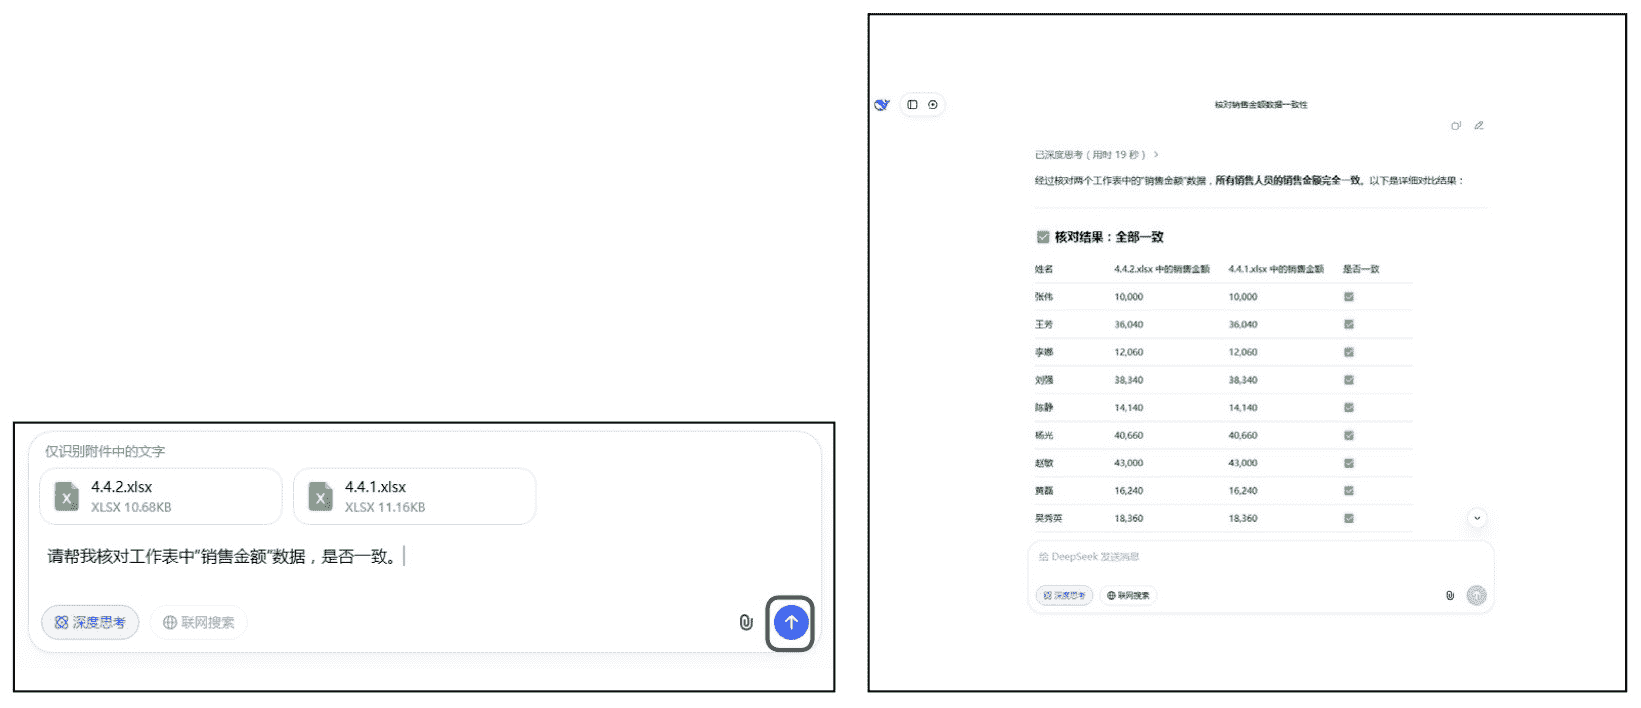 仅识别附件中的文字
4.4.2.xlsx
XLSX 10.68KB
4.4.1.xlsx
XLSX 11.16KB
请帮我核对工作表中"销售金额"数据，是否一致。
深度思考
联网搜索
核对销售金额数据一致性
已深度思考（用时 19 秒）
经过核对两个工作表中的"销售金额"数据，所有销售人员的销售金额完全一致。以下是详细对比结果：
核对结果：全部一致
姓名 4.4.2.xlsx 中的销售金额 4.4.1.xlsx 中的销售金额 是否一致
张伟 10,000 10,000
王芳 36,040 36,040
李娜 12,060 12,060
刘强 38,340 38,340
陈静 14,140 14,140
杨光 40,660 40,660
赵敏 43,000 43,000
黄磊 16,240 16,240
吴秀英 18,360 18,360
给 DeepSeek 发送消息
深度思考
联网搜索